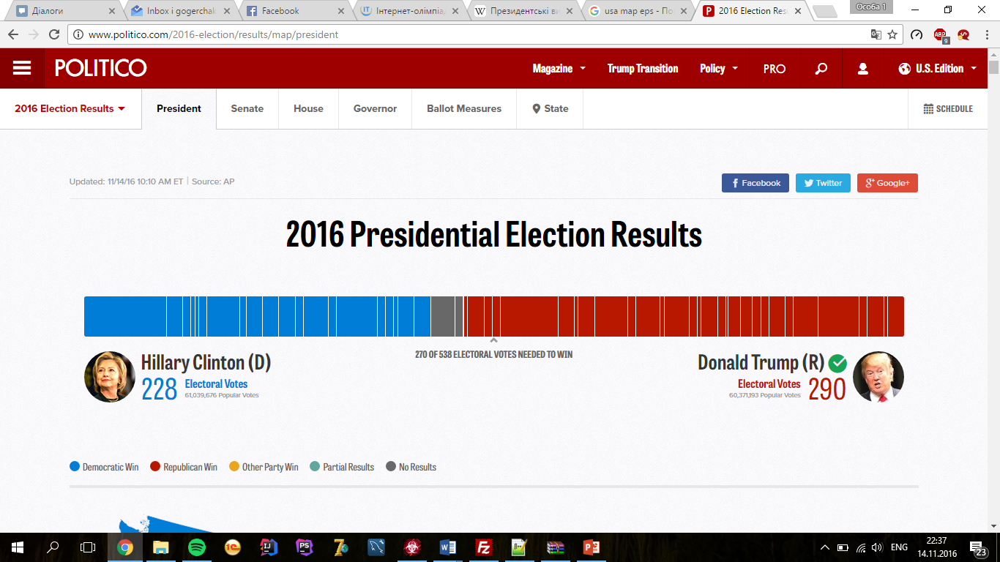 Діалоги
Inbox i gogerchak
Facebook
Інтернет-олімпіад
Президентські ви
usa map eps - По
2016 Election Resu
Особа 1
www.politico.com/2016-election/results/map/president
ABP
9
POLITICO
Magazine
Trump Transition
Policy
PRO
U.S. Edition
2016 Election Results
President
Senate
House
Governor
Ballot Measures
State
SCHEDULE
Updated: 11/14/16 10:10 AM ET | Source: AP
Facebook
Twitter
Google+
2016 Presidential Election Results
270 OF 538 ELECTORAL VOTES NEEDED TO WIN
Hillary Clinton (D)
228 Electoral Votes
61,039,676 Popular Votes
Donald Trump (R)
Electoral Votes 290
60,371,193 Popular Votes
Democratic Win
Republican Win
Other Party Win
Partial Results
No Results
ENG
22:37
14.11.2016
23